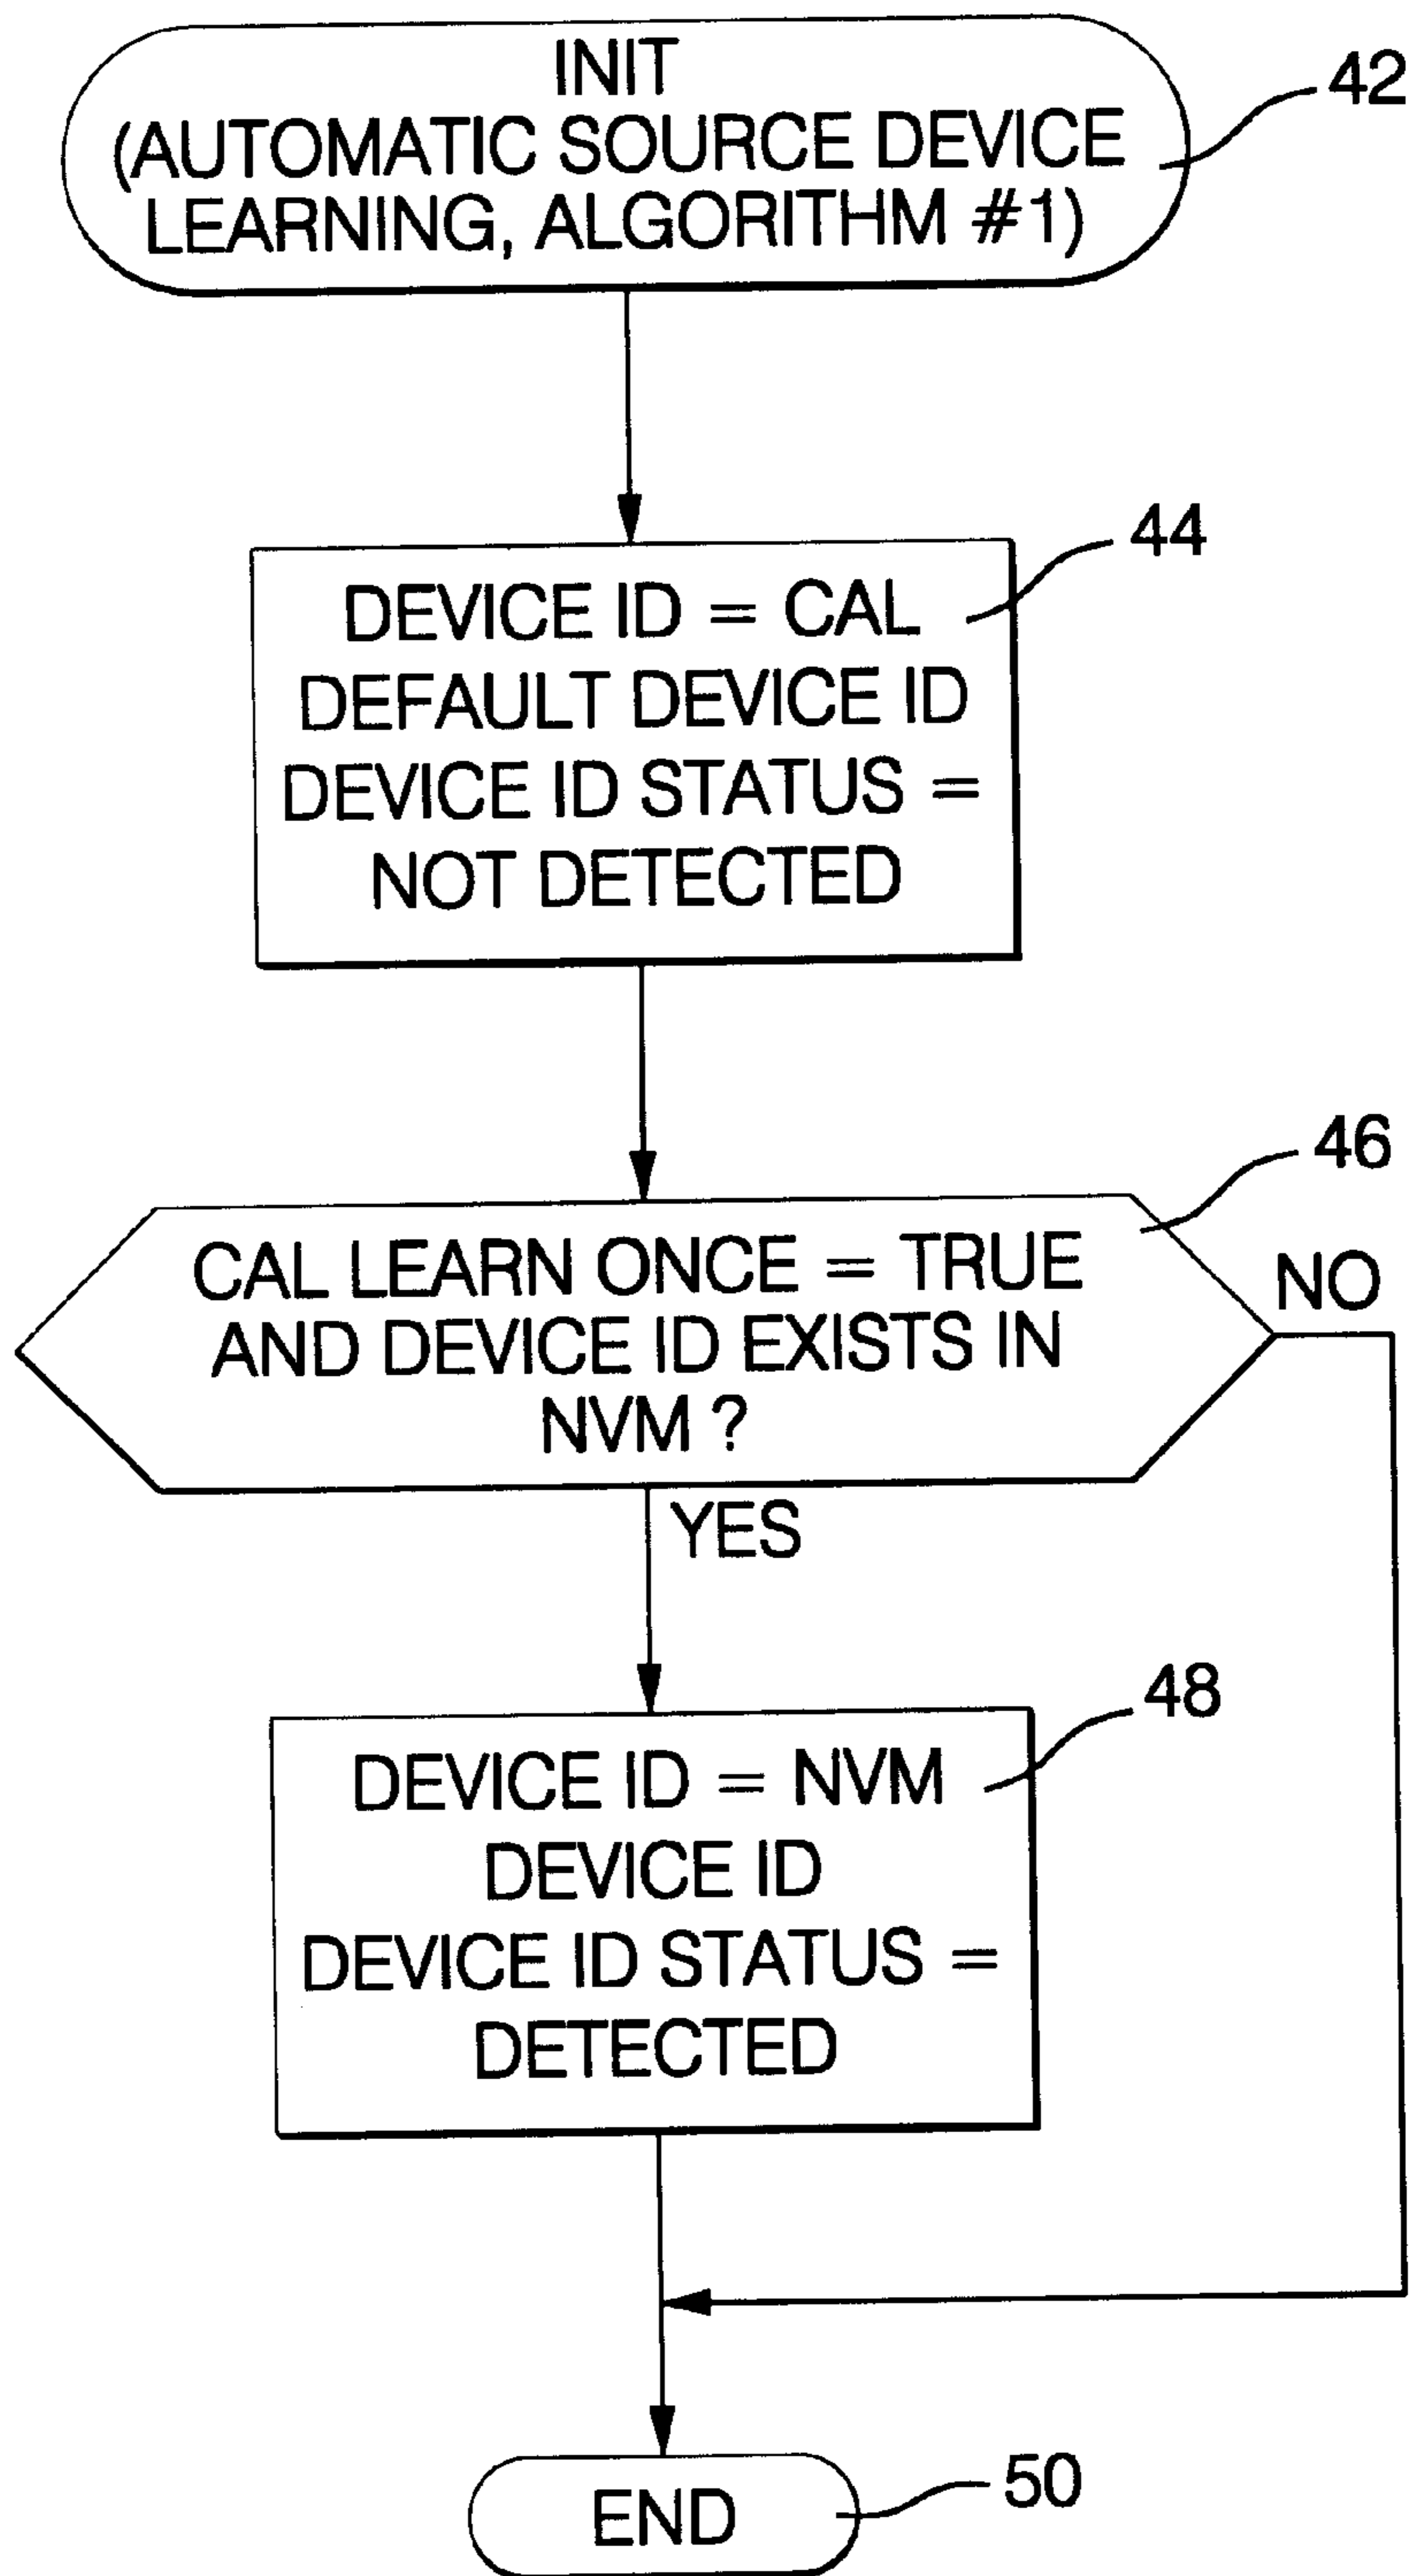 INIT
(AUTOMATIC SOURCE DEVICE
LEARNING, ALGORITHM #1)
42
DEVICE ID = CAL
DEFAULT DEVICE ID
DEVICE ID STATUS =
NOT DETECTED
44
CAL LEARN ONCE = TRUE
AND DEVICE ID EXISTS IN
NVM ?
46
NO
YES
DEVICE ID = NVM
DEVICE ID
DEVICE ID STATUS =
DETECTED
48
END
50